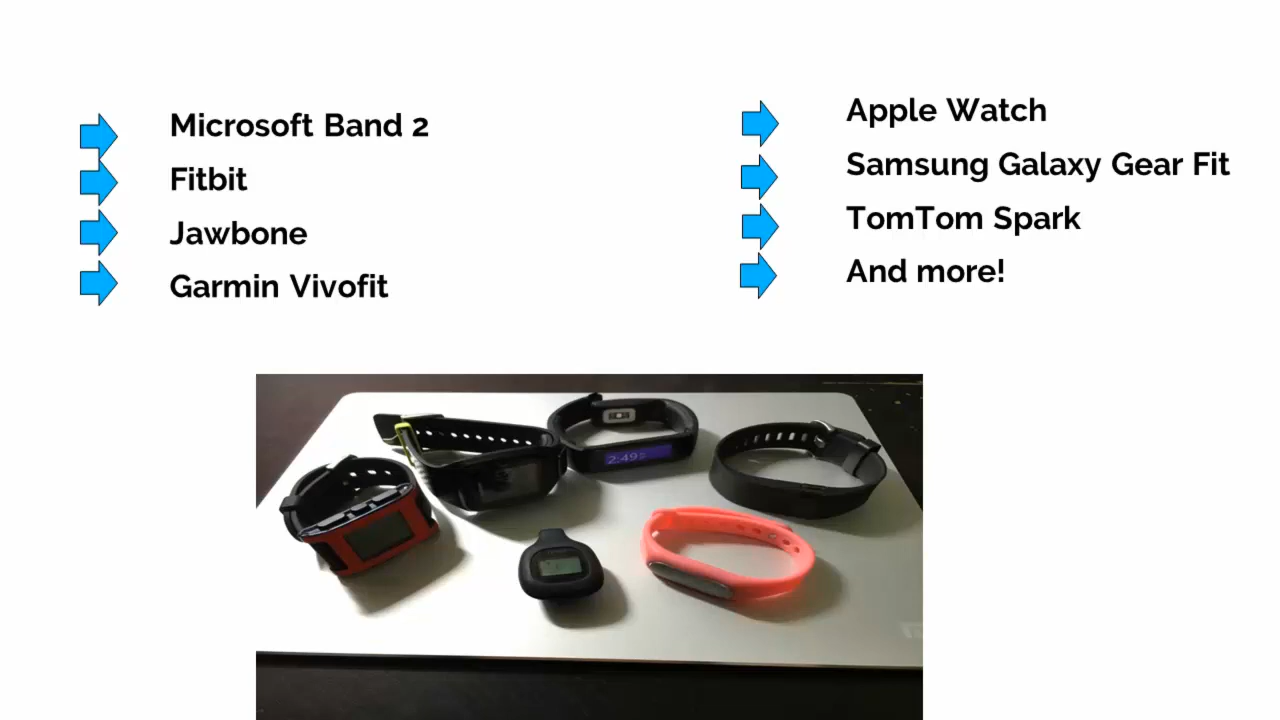 Microsoft Band 2
Fitbit
Jawbone
Garmin Vivofit
Apple Watch
Samsung Galaxy Gear Fit
TomTom Spark
And more!
2:49